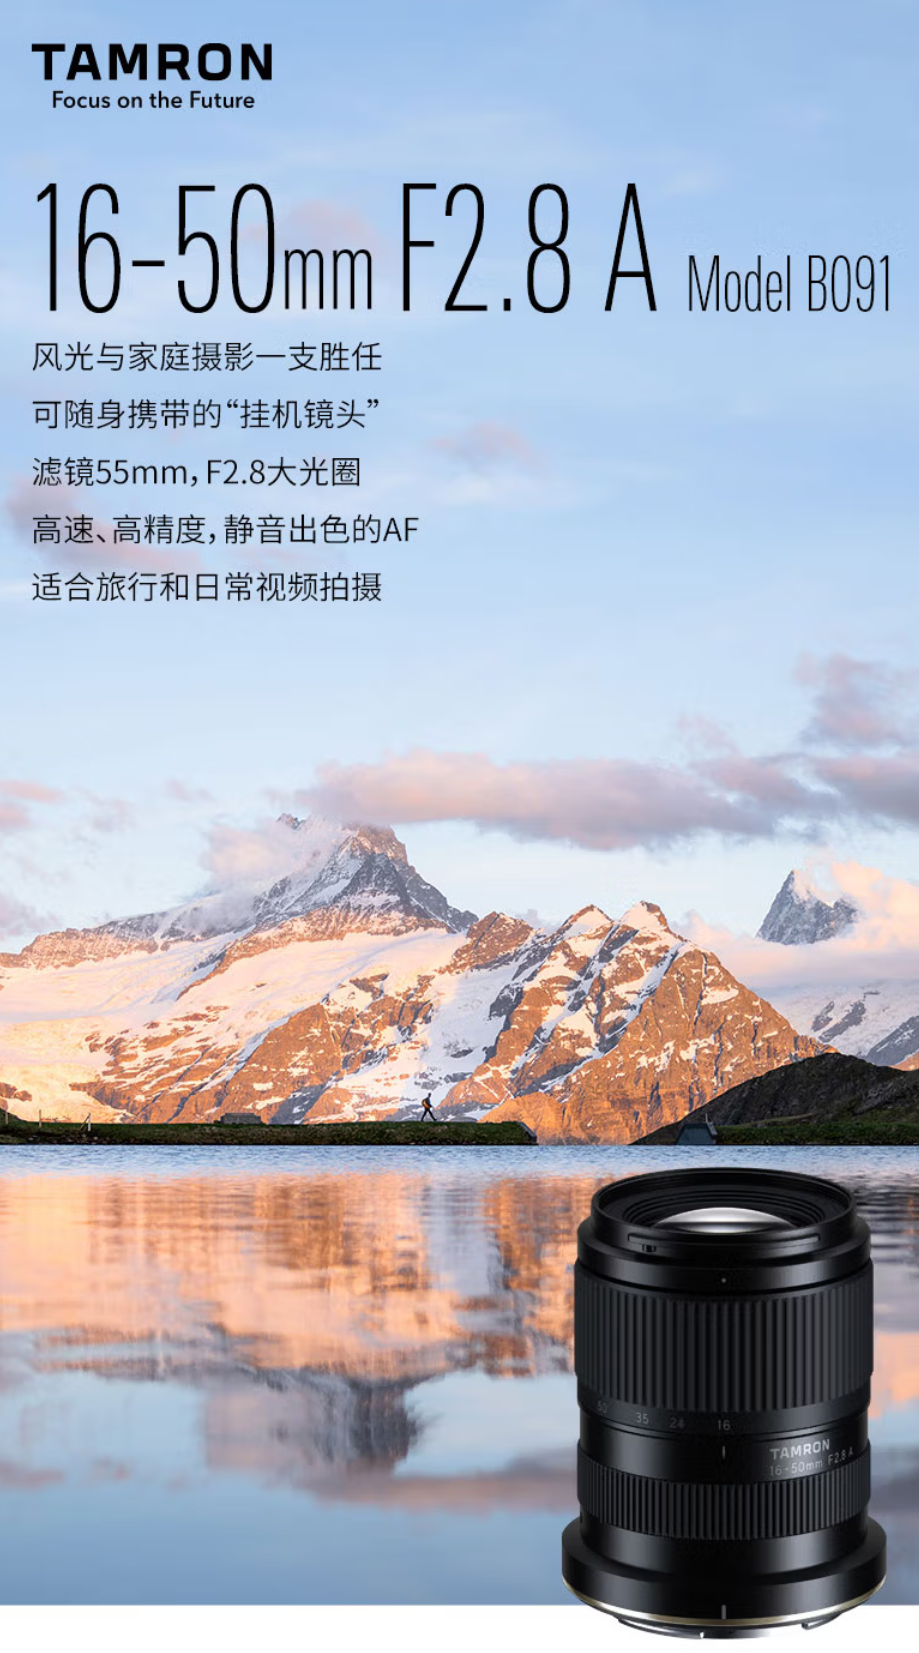 TAMRON
Focus on the Future
16-50mm F2.8 A Model B091
风光与家庭摄影一支胜任
可随身携带的“挂机镜头”
滤镜55mm，F2.8大光圈
高速、高精度，静音出色的AF
适合旅行和日常视频拍摄
50 35 24 16
TAMRON
16-50mm F2.8 A